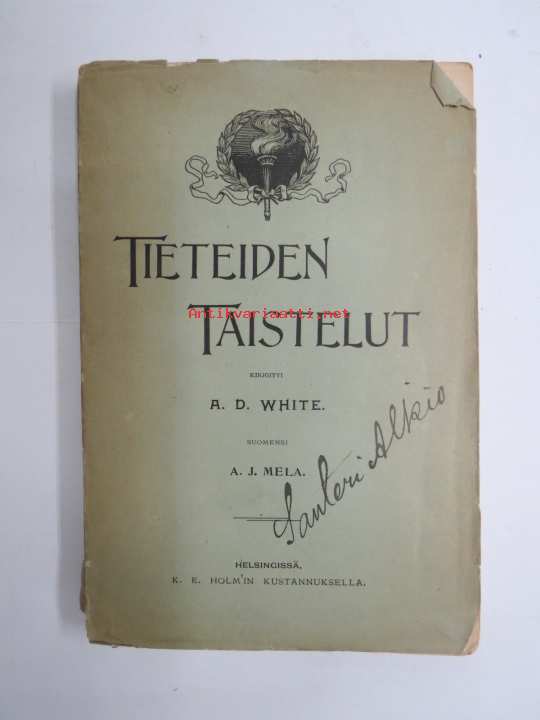 TIETEIDEN
Antikvariaatti.net
TAISTELUT
KIRJOITTI
A. D. WHITE.
SUOMENSI
A. J. MELA.
Santeri Alkio
HELSINGISSÄ,
K. E. HOLM'IN KUSTANNUKSELLA.